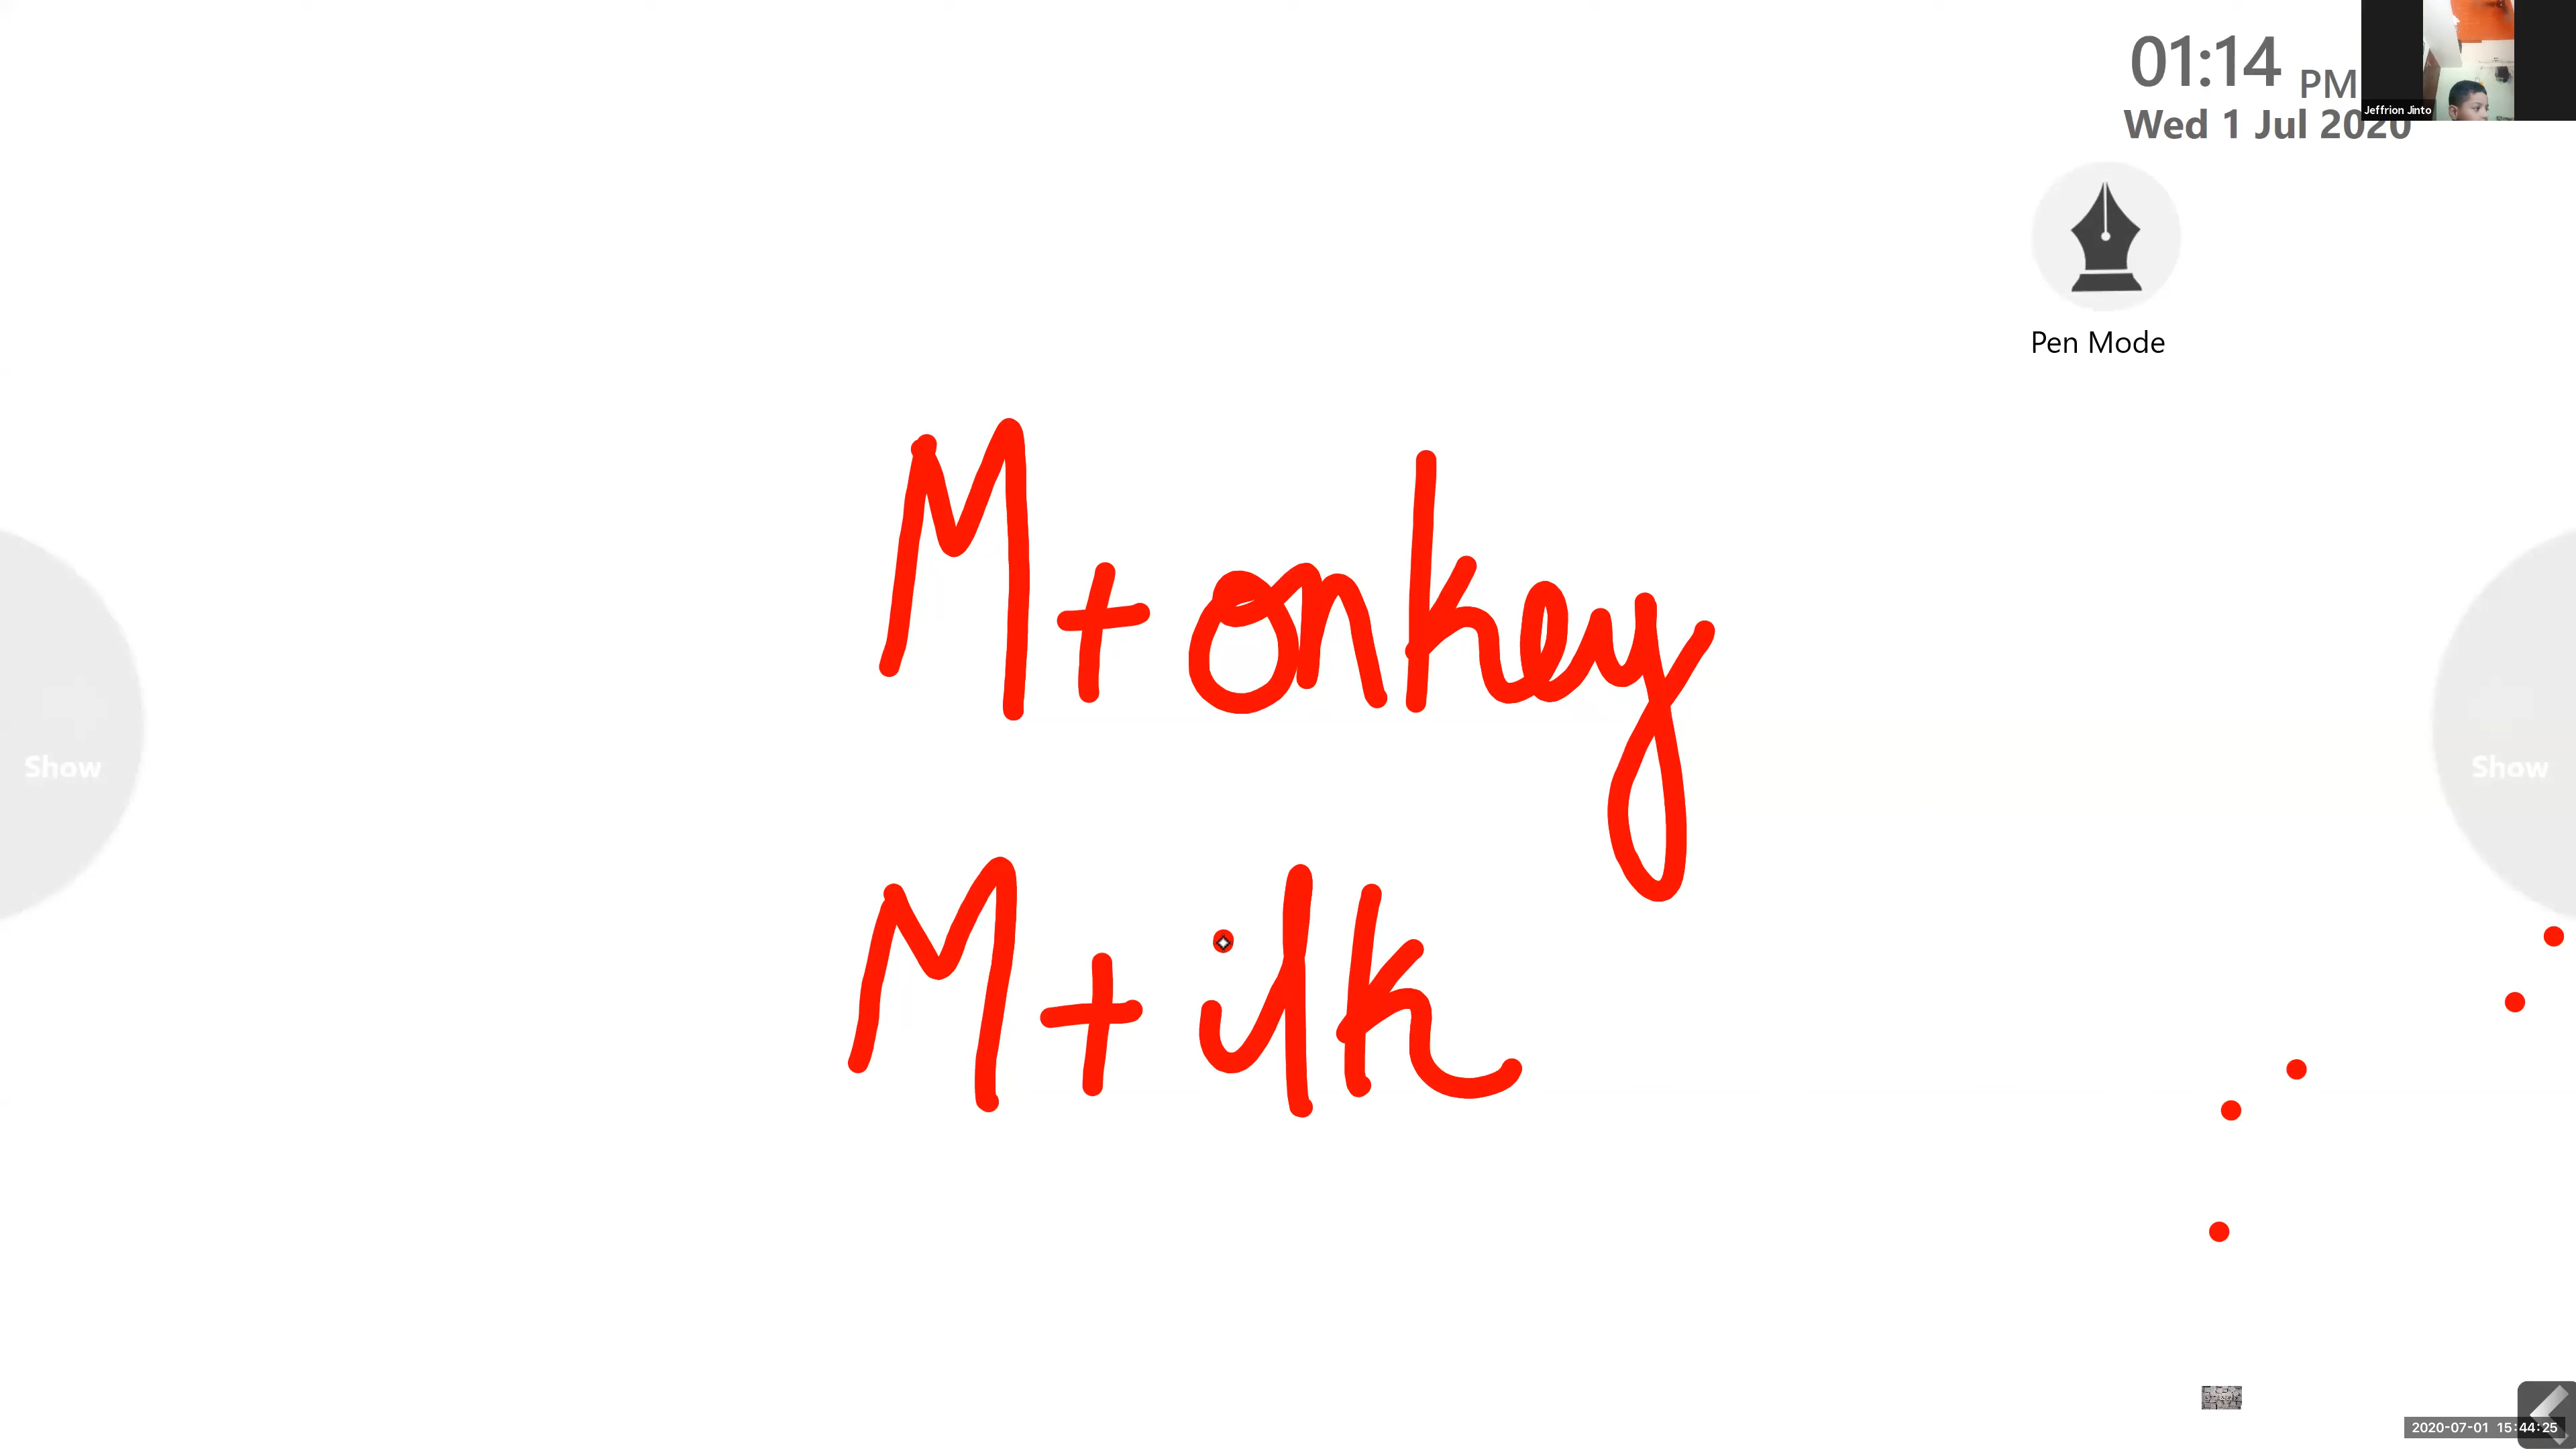 01:14 PM
Jeffrion Jinto
Wed 1 Jul 2020
Pen Mode
M+onkey
Show
Show
M+ilk
2020-07-01 15:44:25